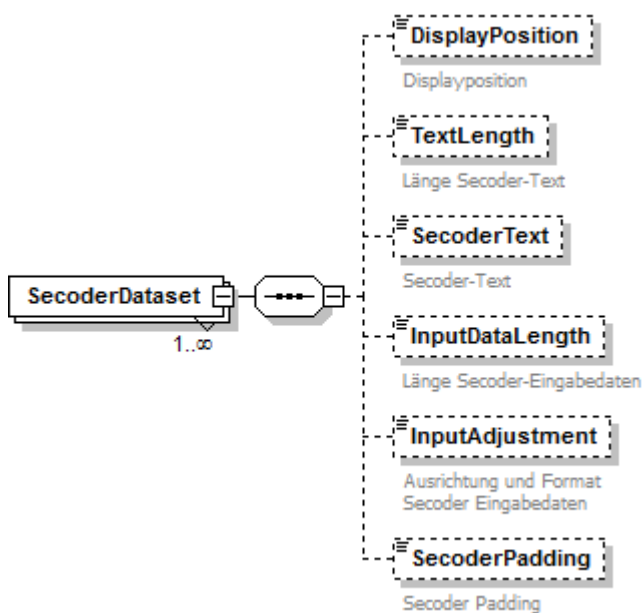 DisplayPosition
Displayposition
TextLength
Länge Secoder-Text
SecoderText
Secoder-Text
SecoderDataset
1..∞
InputDataLength
Länge Secoder-Eingabedaten
InputAdjustment
Ausrichtung und Format
Secoder Eingabedaten
SecoderPadding
Secoder Padding